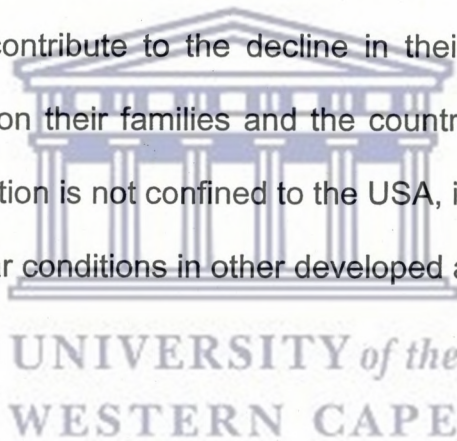 contribute to the decline in thei
on their families and the countr
tion is not confined to the USA, i
r conditions in other developed a
UNIVERSITY of the
WESTERN CAPE